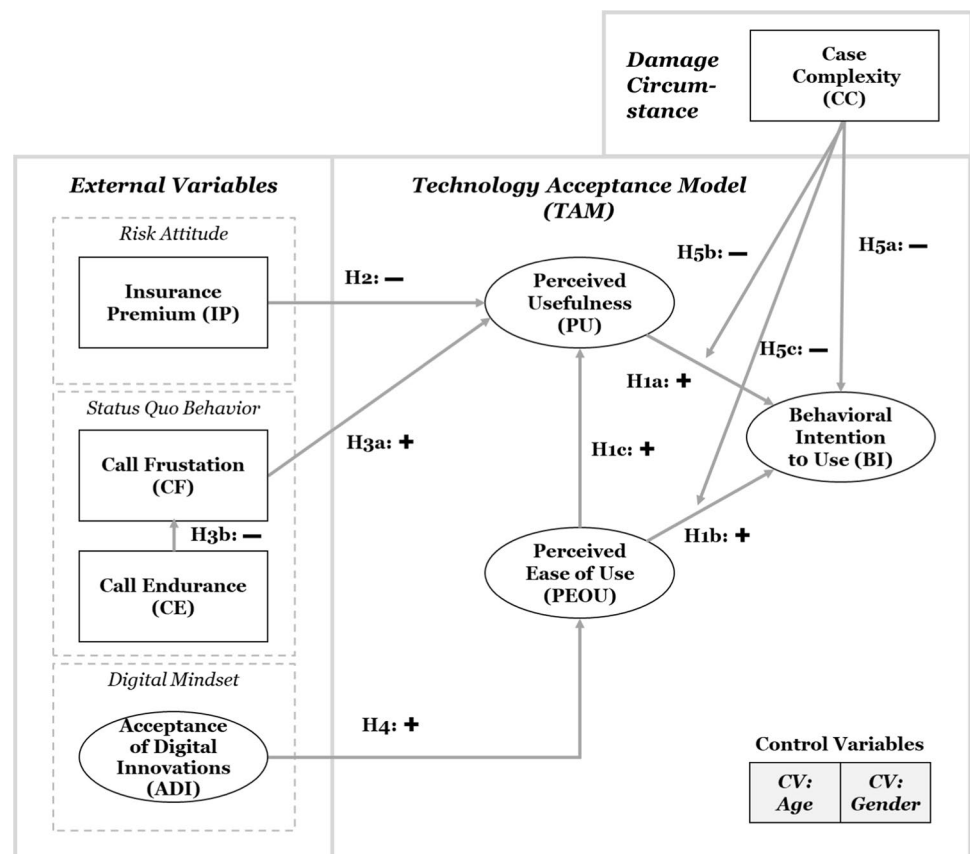 Damage
Circum-
stance
Case
Complexity
(CC)
External Variables
Technology Acceptance Model
(TAM)
Risk Attitude
Insurance
Premium (IP)
H2: −
Perceived
Usefulness
(PU)
H5b: −
H5a: −
H5c: −
H1a: +
Status Quo Behavior
Call Frustation
(CF)
H3a: +
H1c: +
Behavioral
Intention
to Use (BI)
H3b: −
H1b: +
Call Endurance
(CE)
Perceived
Ease of Use
(PEOU)
Digital Mindset
Acceptance
of Digital
Innovations
(ADI)
H4: +
Control Variables
CV:
Age
CV:
Gender